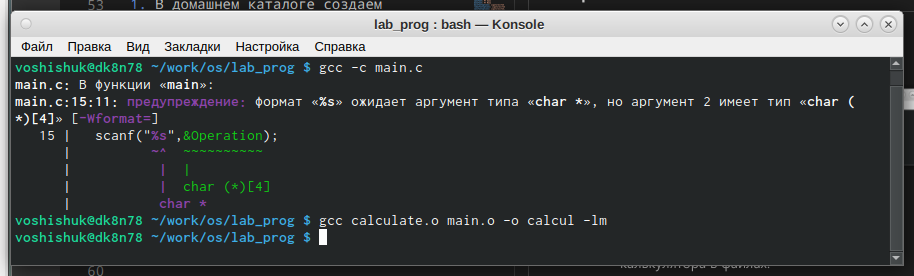 53 1. В домашнем каталоге создаем
lab_prog : bash — Konsole
Файл Правка Вид Закладки Настройка Справка
voshishuk@dk8n78 ~/work/os/lab_prog $ gcc -c main.c
main.c: В функции «main»:
main.c:15:11: предупреждение: формат «%s» ожидает аргумент типа «char *», но аргумент 2 имеет тип «char (
*)[4]» [-Wformat=]
15 | scanf("%s",&Operation);
| ~^ ~~~~~~~~~~
| | |
| | char (*)[4]
| char *
voshishuk@dk8n78 ~/work/os/lab_prog $ gcc calculate.o main.o -o calcul -lm
voshishuk@dk8n78 ~/work/os/lab_prog $
60 калькулятора в файлах: